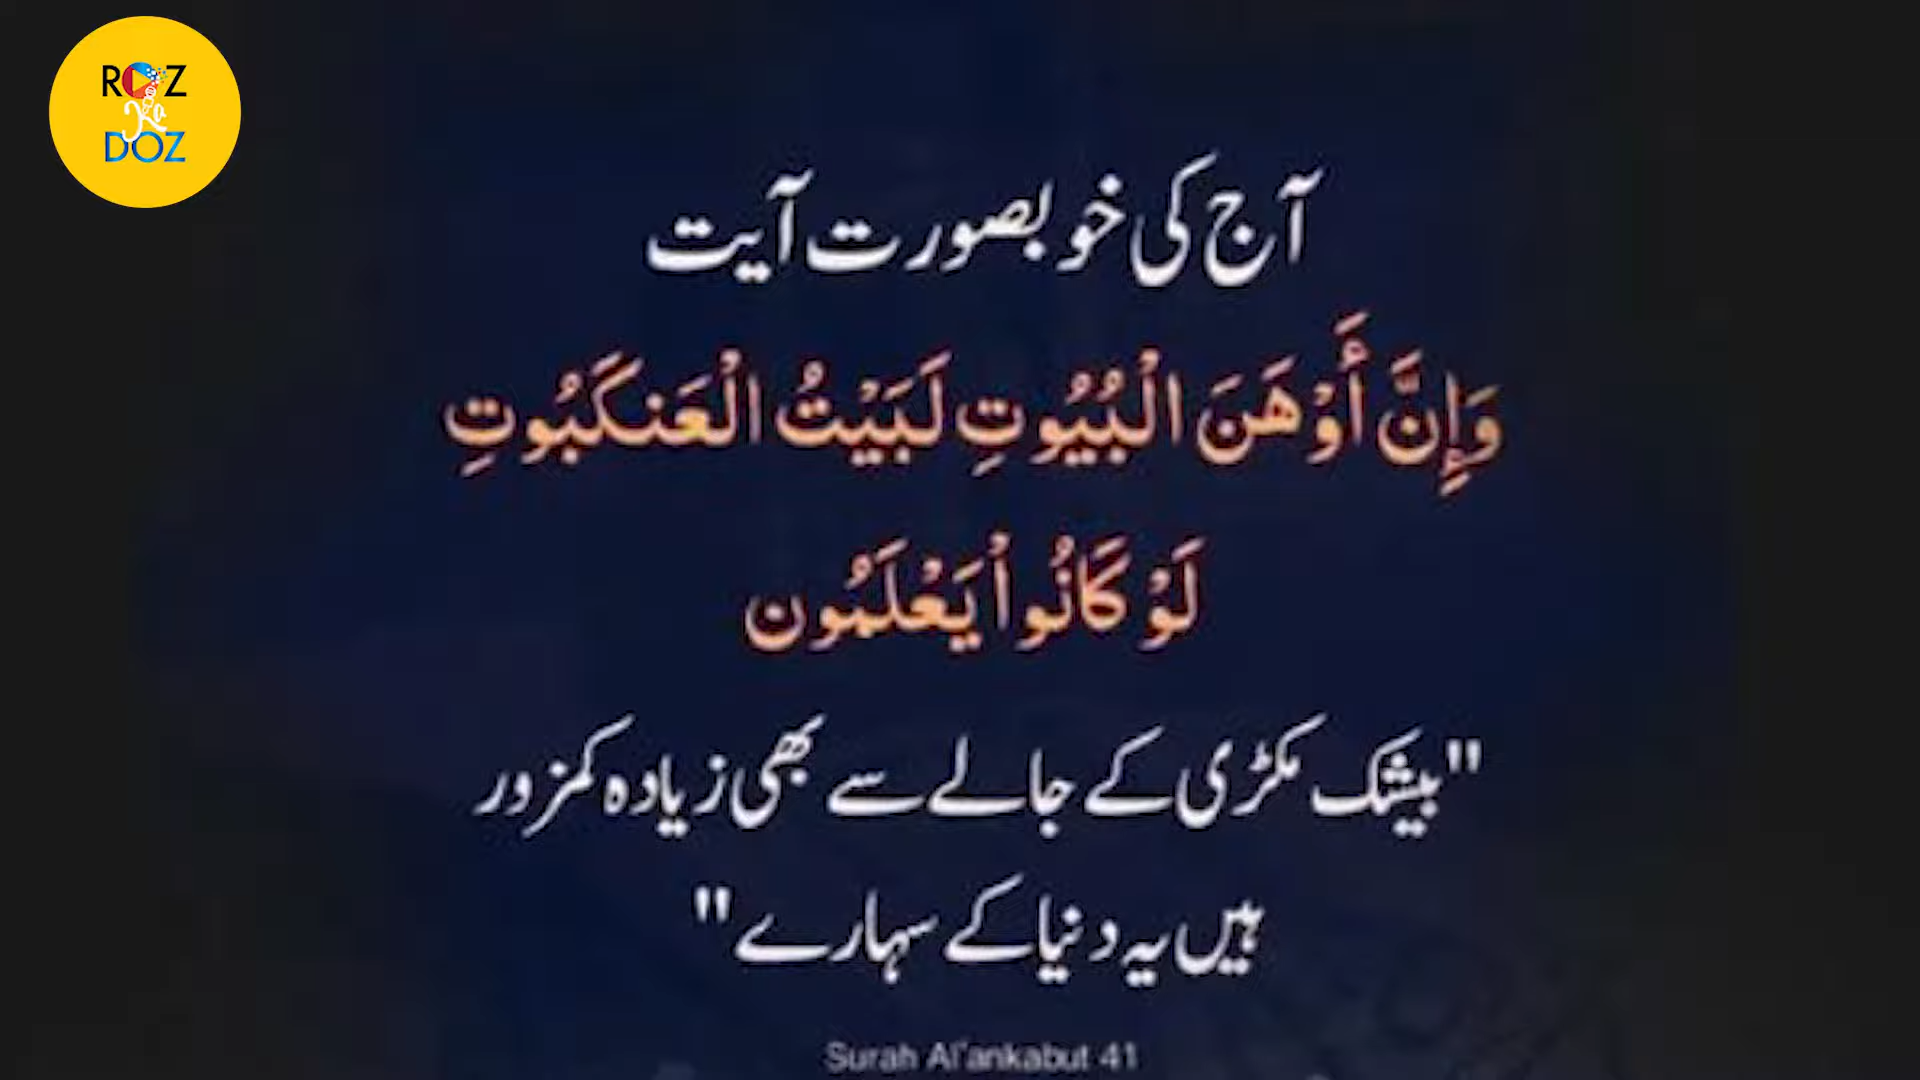 ROZ
Ka
DOZ
آج کی خوبصورت آیت
وَإِنَّ أَوْهَنَ الْبُيُوتِ لَبَيْتُ الْعَنكَبُوتِ
لَوْ كَانُواْ يَعْلَمُون
"بیشک مکڑی کے جالے سے بھی زیادہ کمزور
ہیں یہ دنیا کے سہارے"
Surah Al'ankabut 41